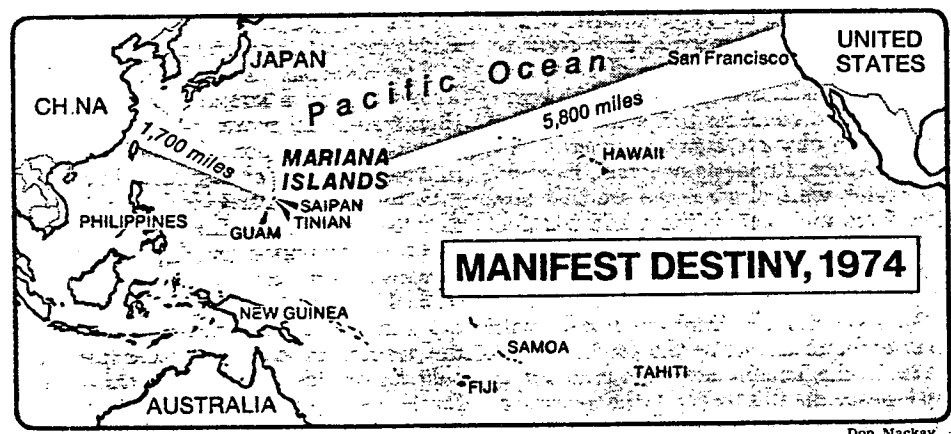 JAPAN
CH.NA
Pacific Ocean
San Francisco
UNITED
STATES
5,800 miles
1,700 miles
MARIANA
ISLANDS
HAWAII
SAIPAN
TINIAN
GUAM
PHILIPPINES
MANIFEST DESTINY, 1974
NEW GUINEA
SAMOA
FIJI
TAHITI
AUSTRALIA
Don Mackay